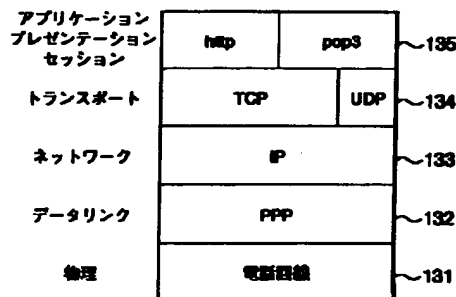 アプリケーション
プレゼンテーション
セッション
http
pop3
135
トランスポート
TCP
UDP
134
ネットワーク
IP
133
データリンク
PPP
132
物理
電話回線
131